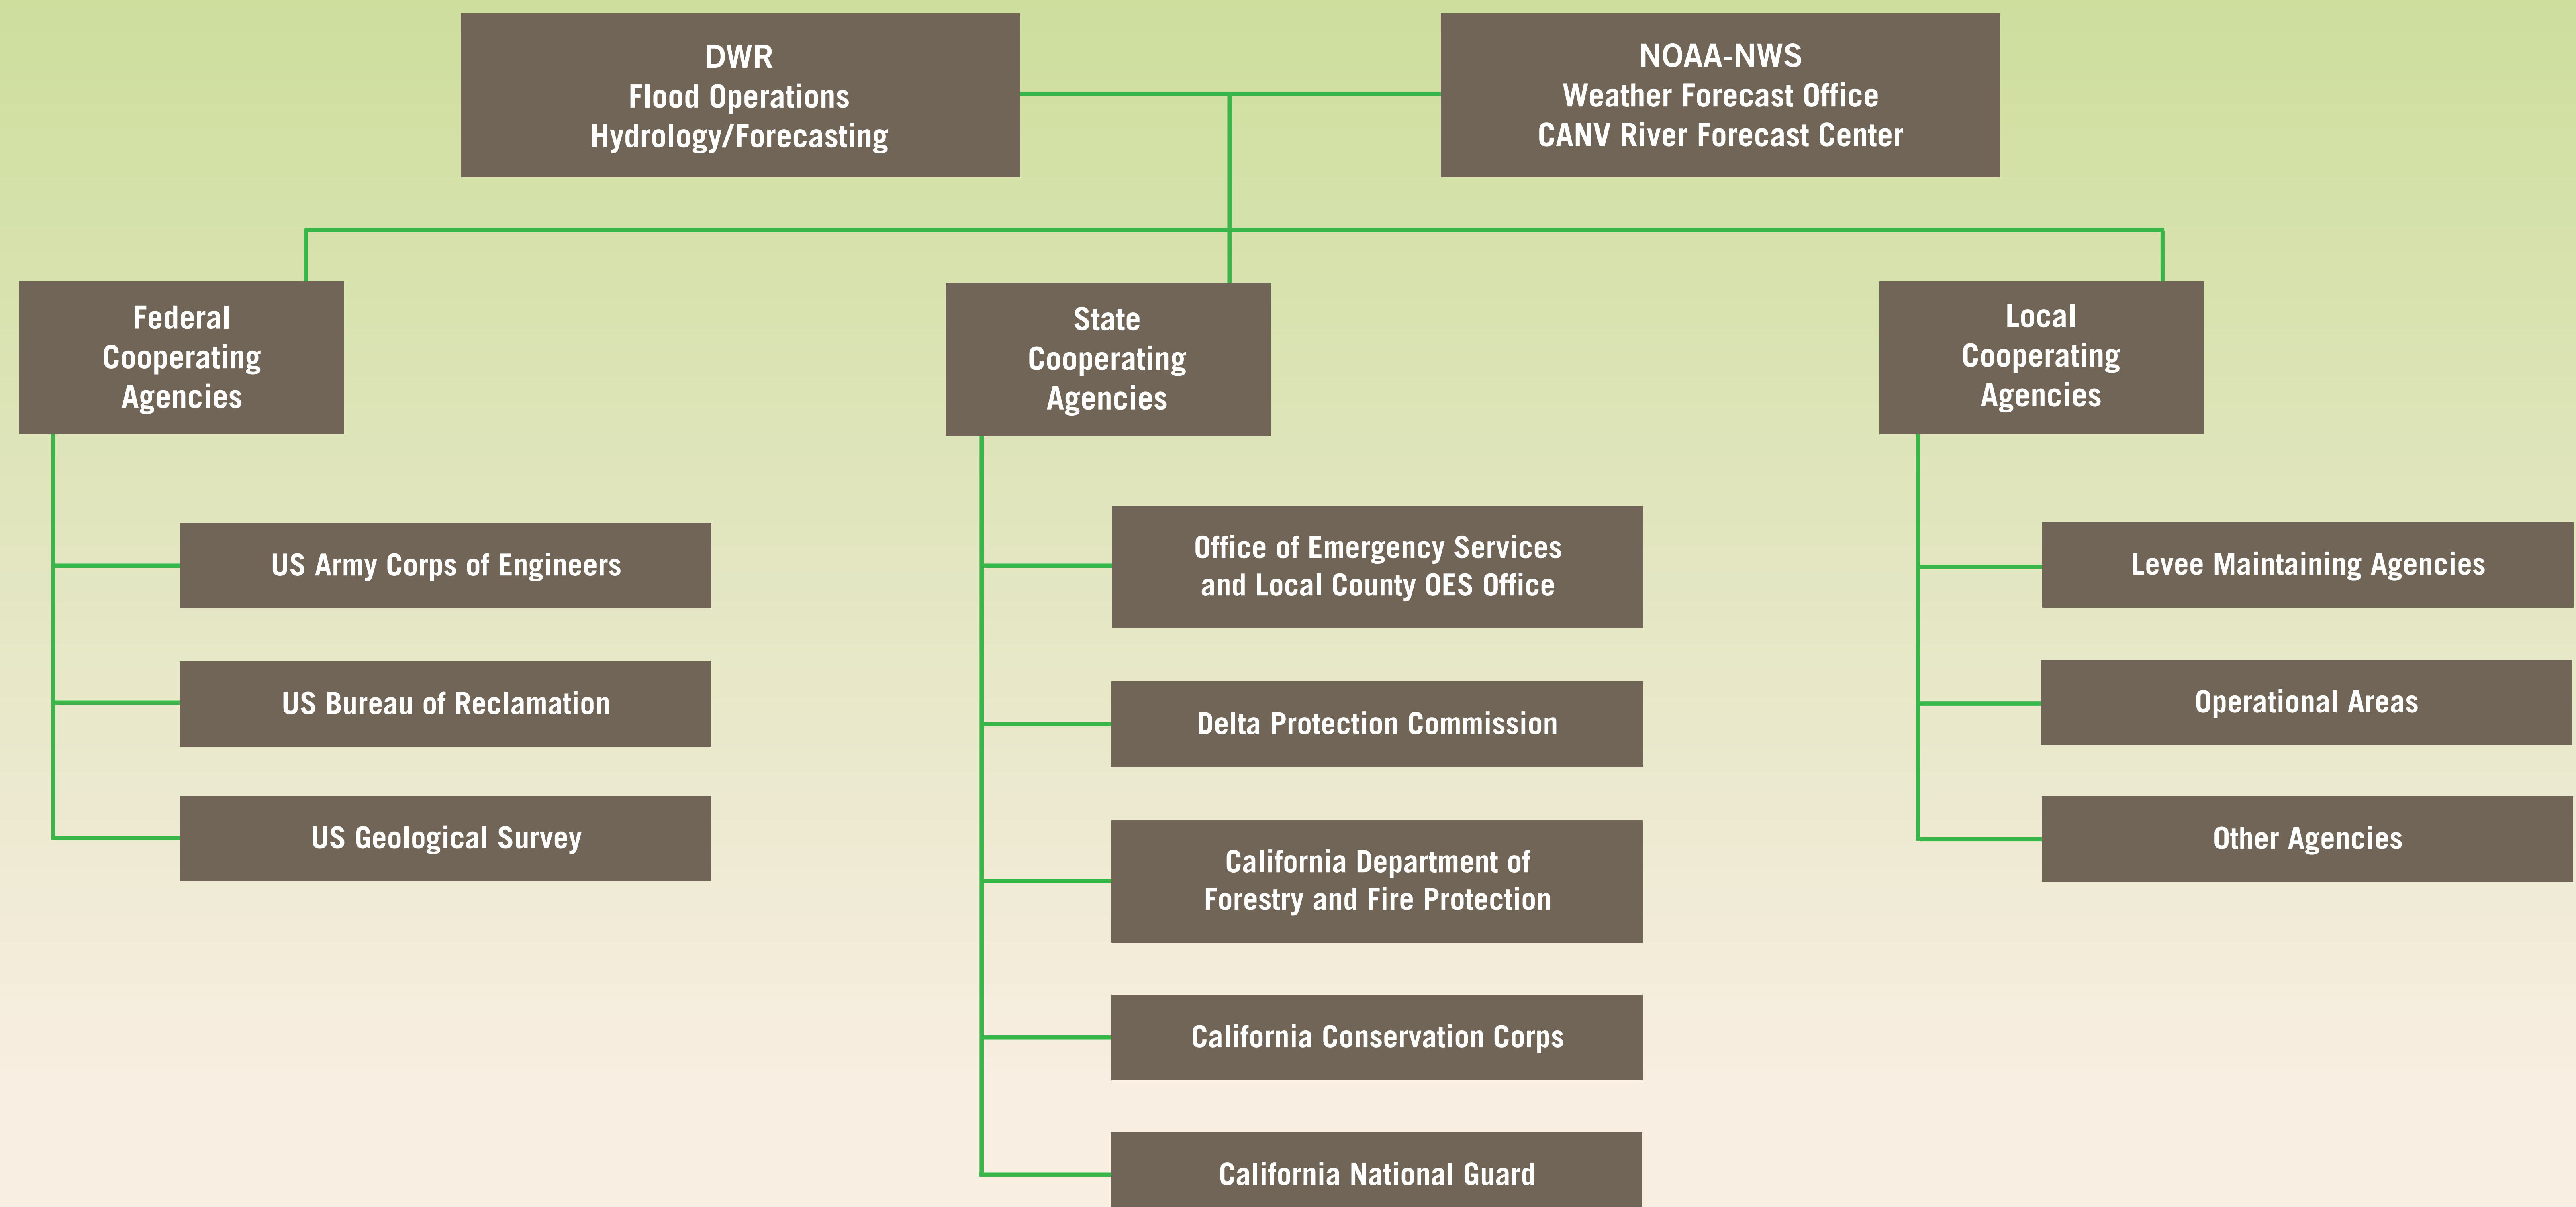 DWR
Flood Operations
Hydrology/Forecasting
NOAA-NWS
Weather Forecast Office
CANV River Forecast Center
Federal
Cooperating
Agencies
US Army Corps of Engineers
US Bureau of Reclamation
US Geological Survey
State
Cooperating
Agencies
Office of Emergency Services
and Local County OES Office
Delta Protection Commission
California Department of
Forestry and Fire Protection
California Conservation Corps
California National Guard
Local
Cooperating
Agencies
Levee Maintaining Agencies
Operational Areas
Other Agencies